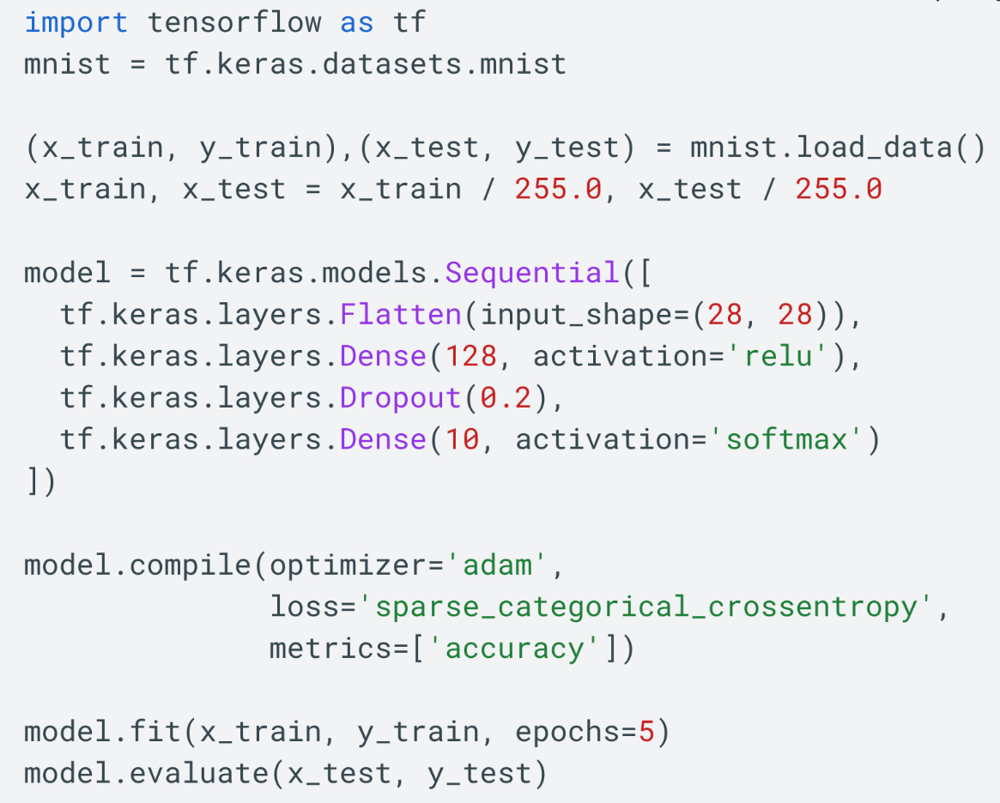 import tensorflow as tf
mnist = tf.keras.datasets.mnist

(x_train, y_train),(x_test, y_test) = mnist.load_data()
x_train, x_test = x_train / 255.0, x_test / 255.0

model = tf.keras.models.Sequential([
  tf.keras.layers.Flatten(input_shape=(28, 28)),
  tf.keras.layers.Dense(128, activation='relu'),
  tf.keras.layers.Dropout(0.2),
  tf.keras.layers.Dense(10, activation='softmax')
])

model.compile(optimizer='adam',
              loss='sparse_categorical_crossentropy',
              metrics=['accuracy'])

model.fit(x_train, y_train, epochs=5)
model.evaluate(x_test, y_test)